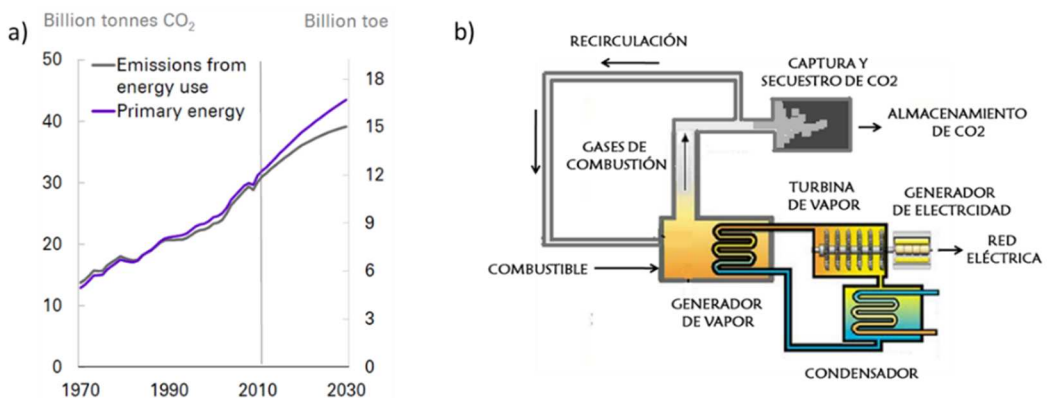 a)
Billion tonnes CO₂
Billion toe
50
40
30
20
10
0
Emissions from
energy use
Primary energy
18
15
12
9
6
3
0
1970
1990
2010
2030
b)
RECIRCULACIÓN
CAPTURA Y
SECUESTRO DE CO2
ALMACENAMIENTO
DE CO2
GASES DE
COMBUSTIÓN
TURBINA
DE VAPOR
GENERADOR
DE ELECTRCIDAD
RED
ELÉCTRICA
COMBUSTIBLE
GENERADOR
DE VAPOR
CONDENSADOR